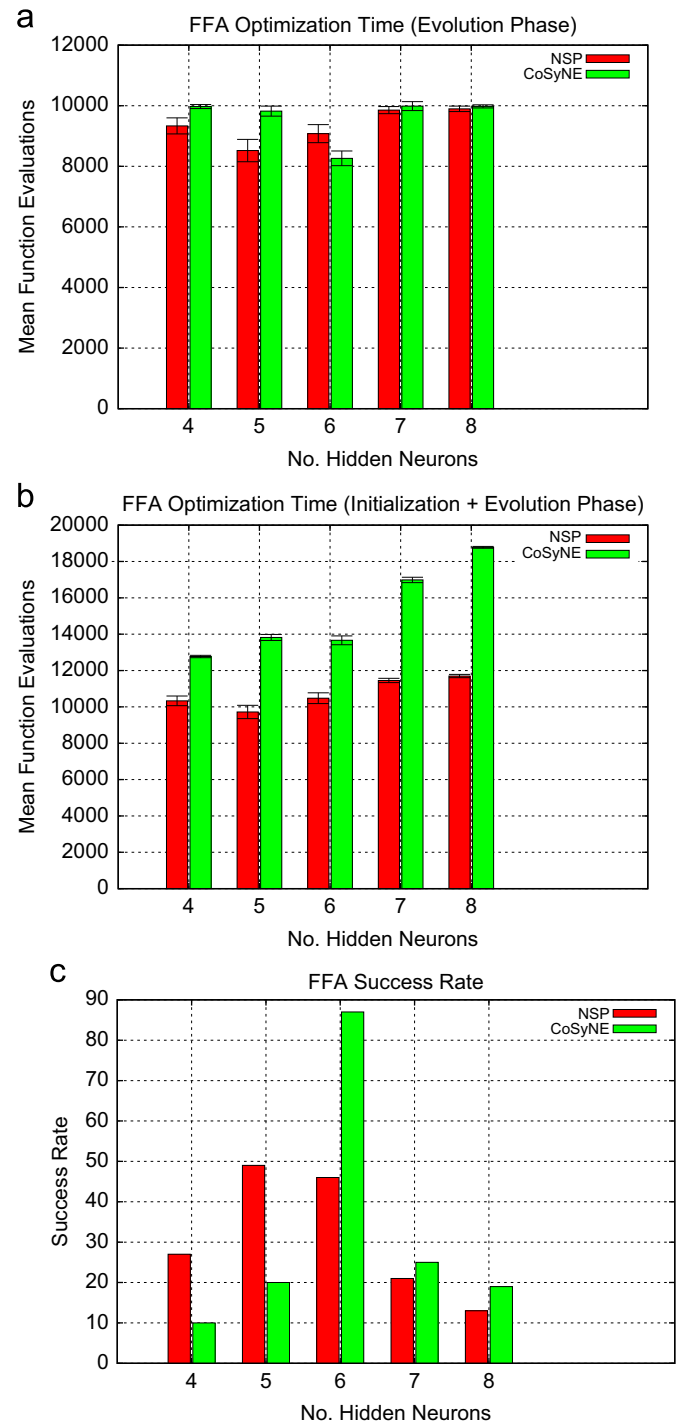 a
FFA Optimization Time (Evolution Phase)
12000
10000
8000
6000
4000
2000
0
Mean Function Evaluations
NSP
CoSyNE
4 5 6 7 8
No. Hidden Neurons
b
FFA Optimization Time (Initialization + Evolution Phase)
20000
18000
16000
14000
12000
10000
8000
6000
4000
2000
0
Mean Function Evaluations
NSP
CoSyNE
4 5 6 7 8
No. Hidden Neurons
c
FFA Success Rate
90
80
70
60
50
40
30
20
10
0
Success Rate
NSP
CoSyNE
4 5 6 7 8
No. Hidden Neurons